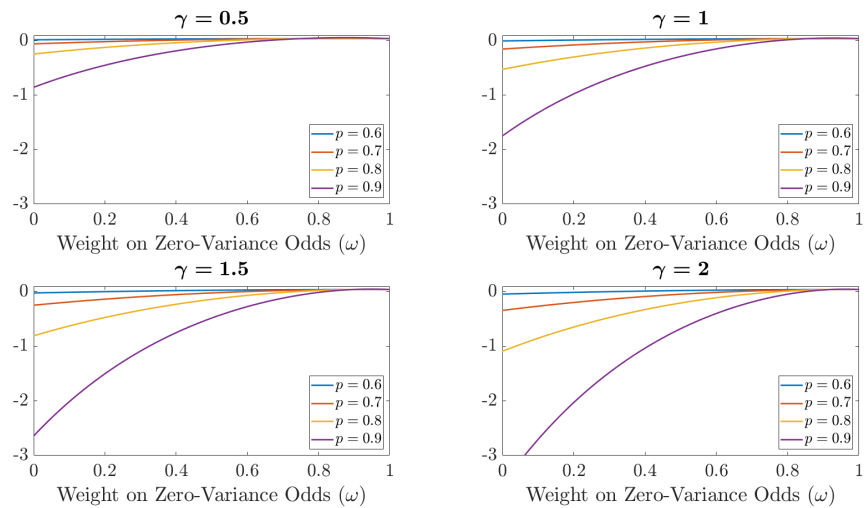 γ = 0.5
0
-1
-2
-3
0 0.2 0.4 0.6 0.8 1
p = 0.6
p = 0.7
p = 0.8
p = 0.9
Weight on Zero-Variance Odds (ω)
γ = 1
0
-1
-2
-3
0 0.2 0.4 0.6 0.8 1
p = 0.6
p = 0.7
p = 0.8
p = 0.9
Weight on Zero-Variance Odds (ω)
γ = 1.5
0
-1
-2
-3
0 0.2 0.4 0.6 0.8 1
p = 0.6
p = 0.7
p = 0.8
p = 0.9
Weight on Zero-Variance Odds (ω)
γ = 2
0
-1
-2
-3
0 0.2 0.4 0.6 0.8 1
p = 0.6
p = 0.7
p = 0.8
p = 0.9
Weight on Zero-Variance Odds (ω)